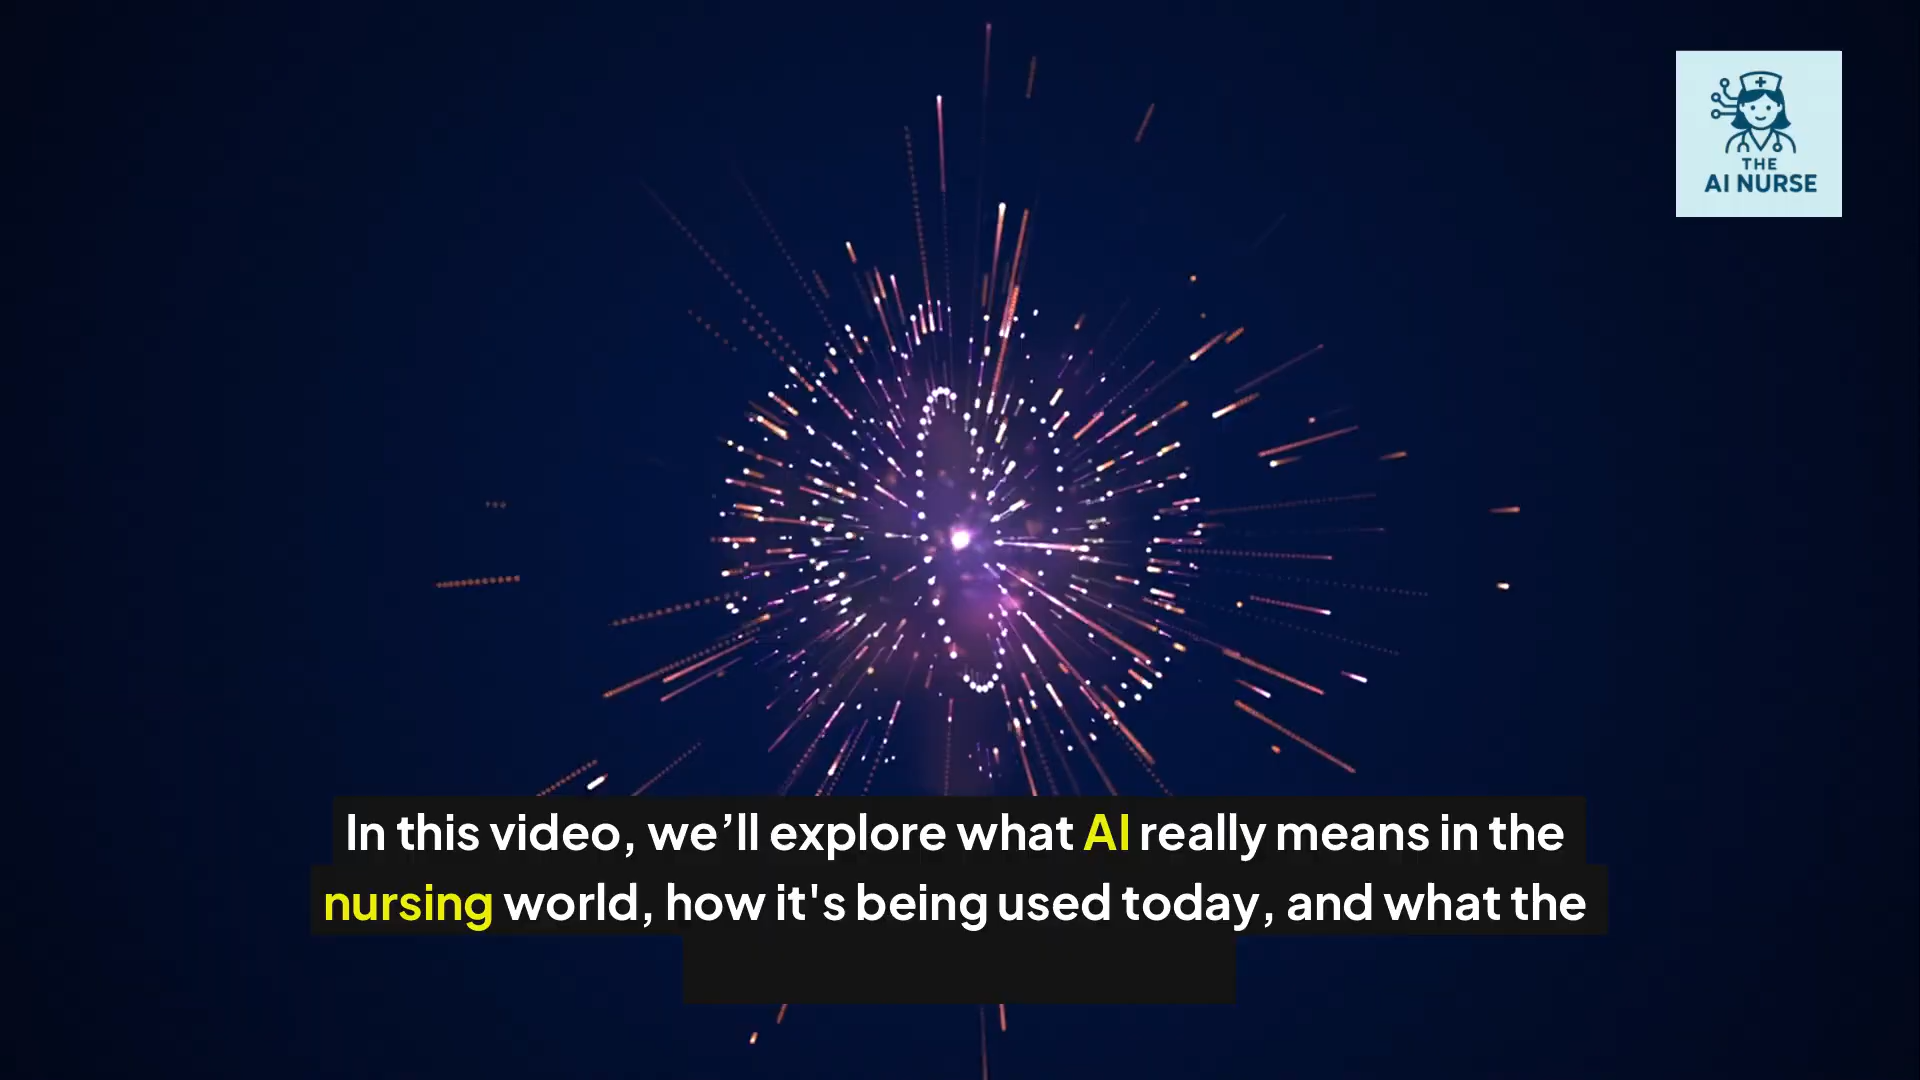 THE
AI NURSE
In this video, we’ll explore what AI really means in the
nursing world, how it's being used today, and what the